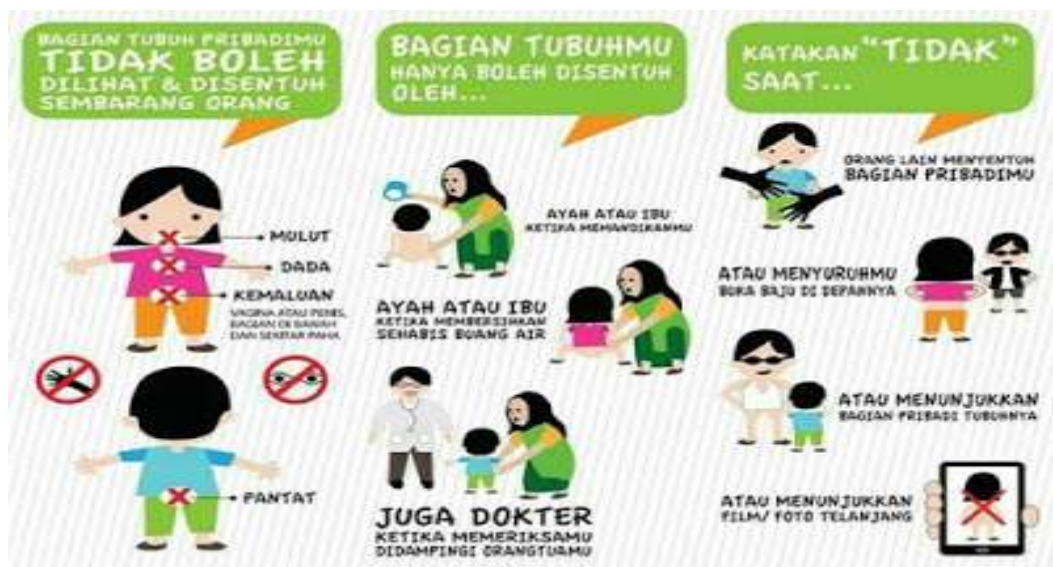 BAGIAN TUBUH PRIBADIMU
TIDAK BOLEH
DILIHAT & DISENTUH
SEMBARANG ORANG
MULUT
DADA
KEMALUAN
VAGINA ATAU PENIS,
BAGIAN DI BAWAH
DAN SEKITAR PAHA
PANTAT
BAGIAN TUBUHMU
HANYA BOLEH DISENTUH
OLEH...
AYAH ATAU IBU
KETIKA MEMANDIKANMU
AYAH ATAU IBU
KETIKA MEMBERSIHKAN
SEHABIS BUANG AIR
JUGA DOKTER
KETIKA MEMERIKSAMU
DIDAMPINGI ORANGTUAMU
KATAKAN "TIDAK"
SAAT...
ORANG LAIN MENYENTUH
BAGIAN PRIBADIMU
ATAU MENYURUHMU
BUKA BAJU DI DEPANNYA
ATAU MENUNJUKKAN
BAGIAN PRIBADI TUBUHNYA
ATAU MENUNJUKKAN
FILM/ FOTO TELANJANG